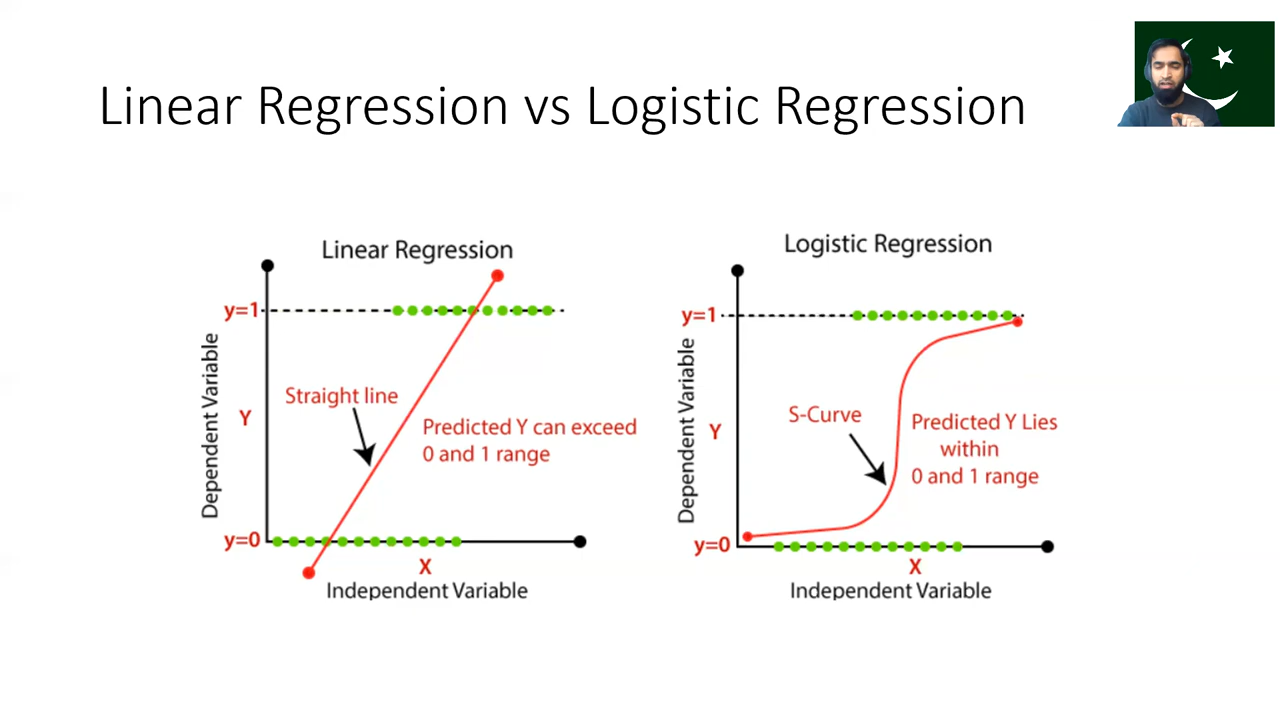 Linear Regression vs Logistic Regression
Linear Regression
y=1
Dependent Variable
Y
Straight line
Predicted Y can exceed
0 and 1 range
y=0
X
Independent Variable
Logistic Regression
y=1
Dependent Variable
Y
S-Curve
Predicted Y Lies
within
0 and 1 range
y=0
X
Independent Variable